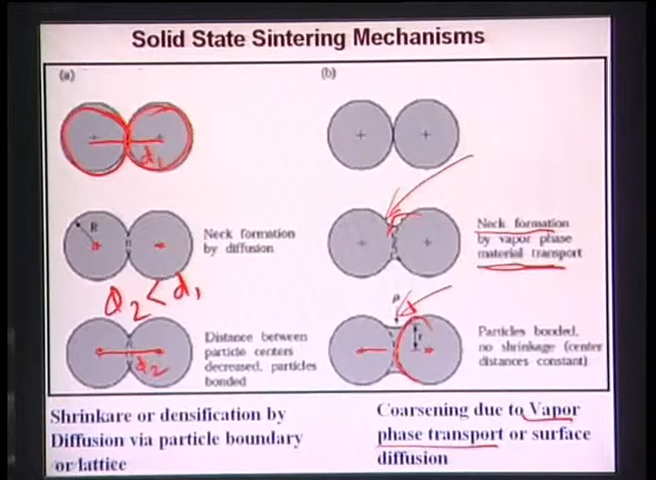 Solid State Sintering Mechanisms
(a)
(b)
d1
R
Neck formation
by diffusion
Neck formation
by vapor phase
material transport
d2 < d1
ρ
r
d2
Distance between
particle centers
decreased, particles
bonded
Particles bonded,
no shrinkage (center
distances constant)
Shrinkare or densification by
Diffusion via particle boundary
or lattice
Coarsening due to Vapor
phase transport or surface
diffusion